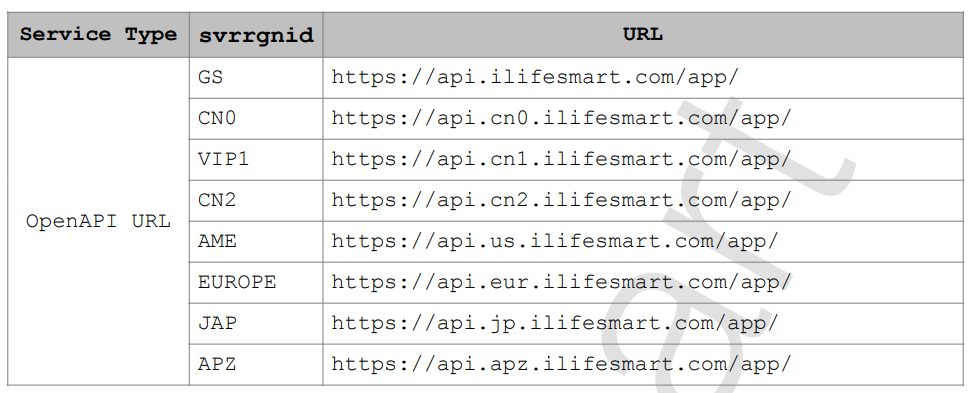 Service Type svrrgnid URL
GS https://api.ilifesmart.com/app/
CN0 https://api.cn0.ilifesmart.com/app/
VIP1 https://api.cn1.ilifesmart.com/app/
CN2 https://api.cn2.ilifesmart.com/app/
OpenAPI URL
AME https://api.us.ilifesmart.com/app/
EUROPE https://api.eur.ilifesmart.com/app/
JAP https://api.jp.ilifesmart.com/app/
APZ https://api.apz.ilifesmart.com/app/
art